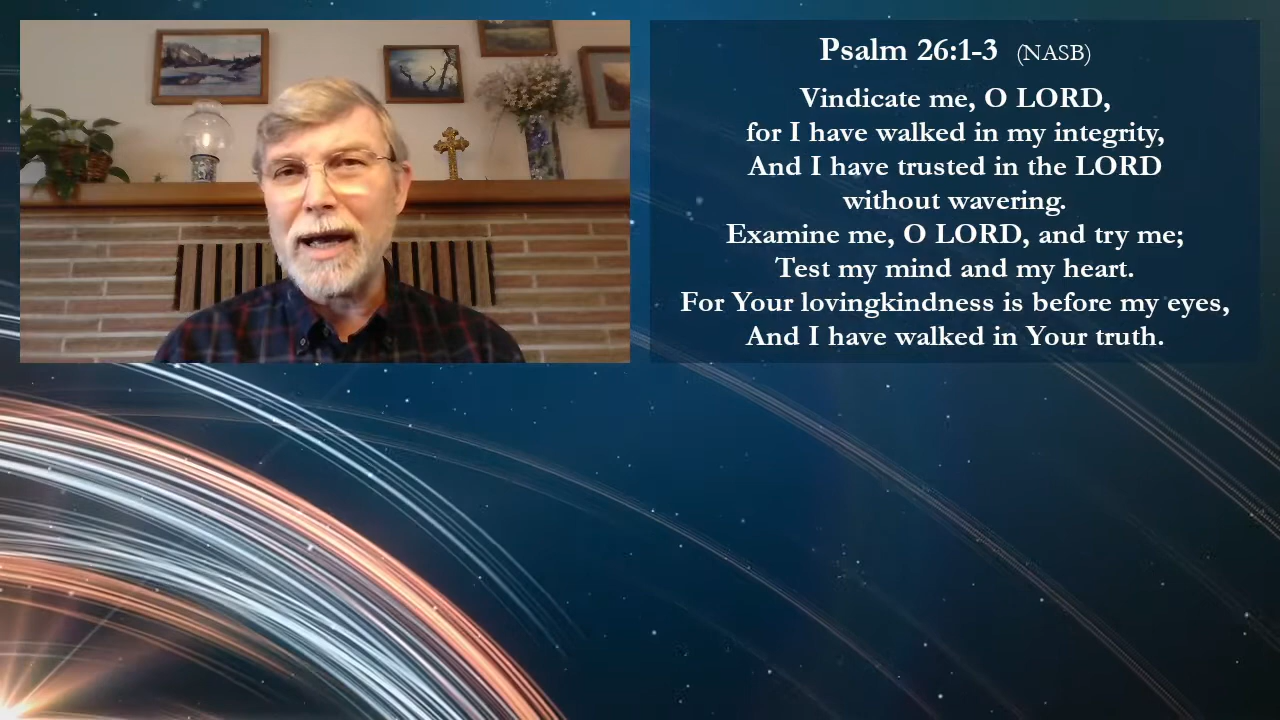 Psalm 26:1-3 (NASB)
Vindicate me, O LORD,
for I have walked in my integrity,
And I have trusted in the LORD
without wavering.
Examine me, O LORD, and try me;
Test my mind and my heart.
For Your lovingkindness is before my eyes,
And I have walked in Your truth.